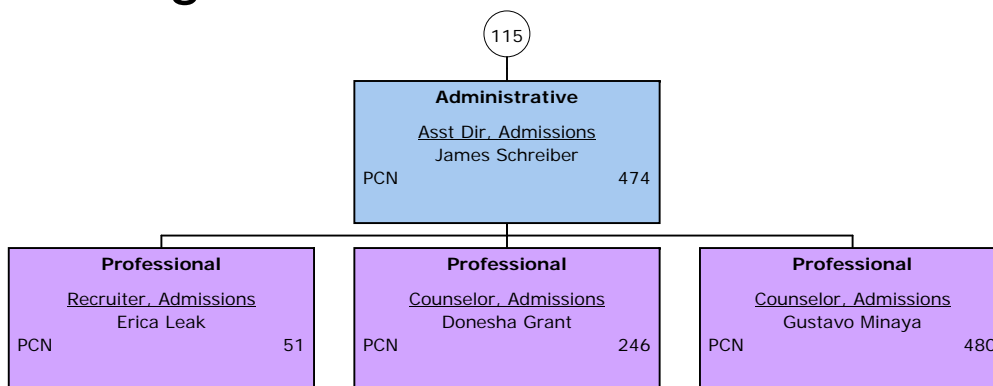 115
Administrative
Asst Dir, Admissions
James Schreiber
PCN 474
Professional
Recruiter, Admissions
Erica Leak
PCN 51
Professional
Counselor, Admissions
Donesha Grant
PCN 246
Professional
Counselor, Admissions
Gustavo Minaya
PCN 480